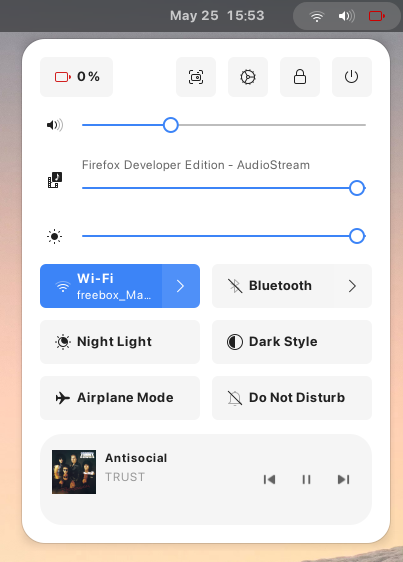 May 25 15:53
0 %
Firefox Developer Edition - AudioStream
Wi-Fi
freebox_Ma…
Bluetooth
Night Light
Dark Style
Airplane Mode
Do Not Disturb
Antisocial
TRUST